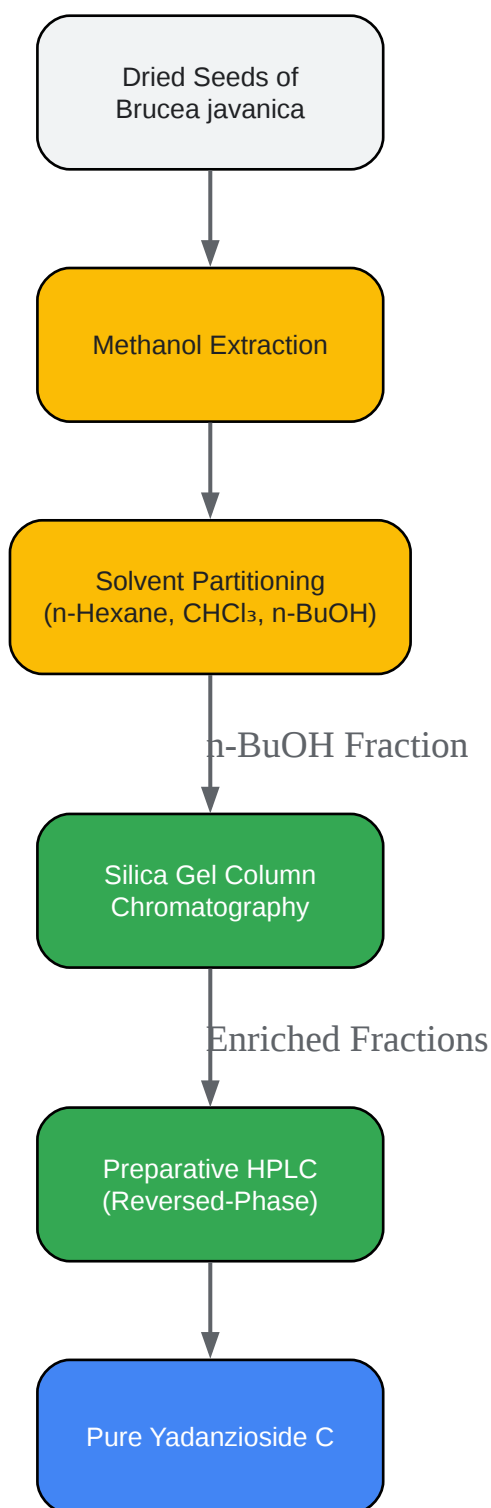 Dried Seeds of
Brucea javanica
Methanol Extraction
Solvent Partitioning
(n-Hexane, CHCl₃, n-BuOH)
n-BuOH Fraction
Silica Gel Column
Chromatography
Enriched Fractions
Preparative HPLC
(Reversed-Phase)
Pure Yadanzioside C